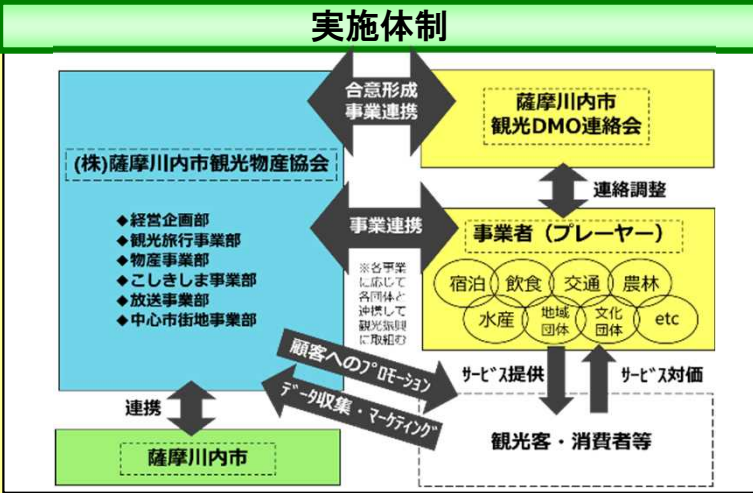 実施体制
(株)薩摩川内市観光物産協会
◆経営企画部
◆観光旅行事業部
◆物産事業部
◆こしきしま事業部
◆放送事業部
◆中心市街地事業部
合意形成
事業連携
薩摩川内市
観光DMO連絡会
連絡調整
事業連携
※各事業
に応じて
各団体と
連携して
観光振興
に取組む
事業者（プレーヤー）
宿泊
飲食
交通
農林
水産
地域
団体
文化
団体
etc
顧客へのﾌﾟﾛﾓｰｼｮﾝ
ﾃﾞｰﾀ収集・ﾏｰｹﾃｨﾝｸﾞ
ｻｰﾋﾞｽ提供
ｻｰﾋﾞｽ対価
連携
薩摩川内市
観光客・消費者等